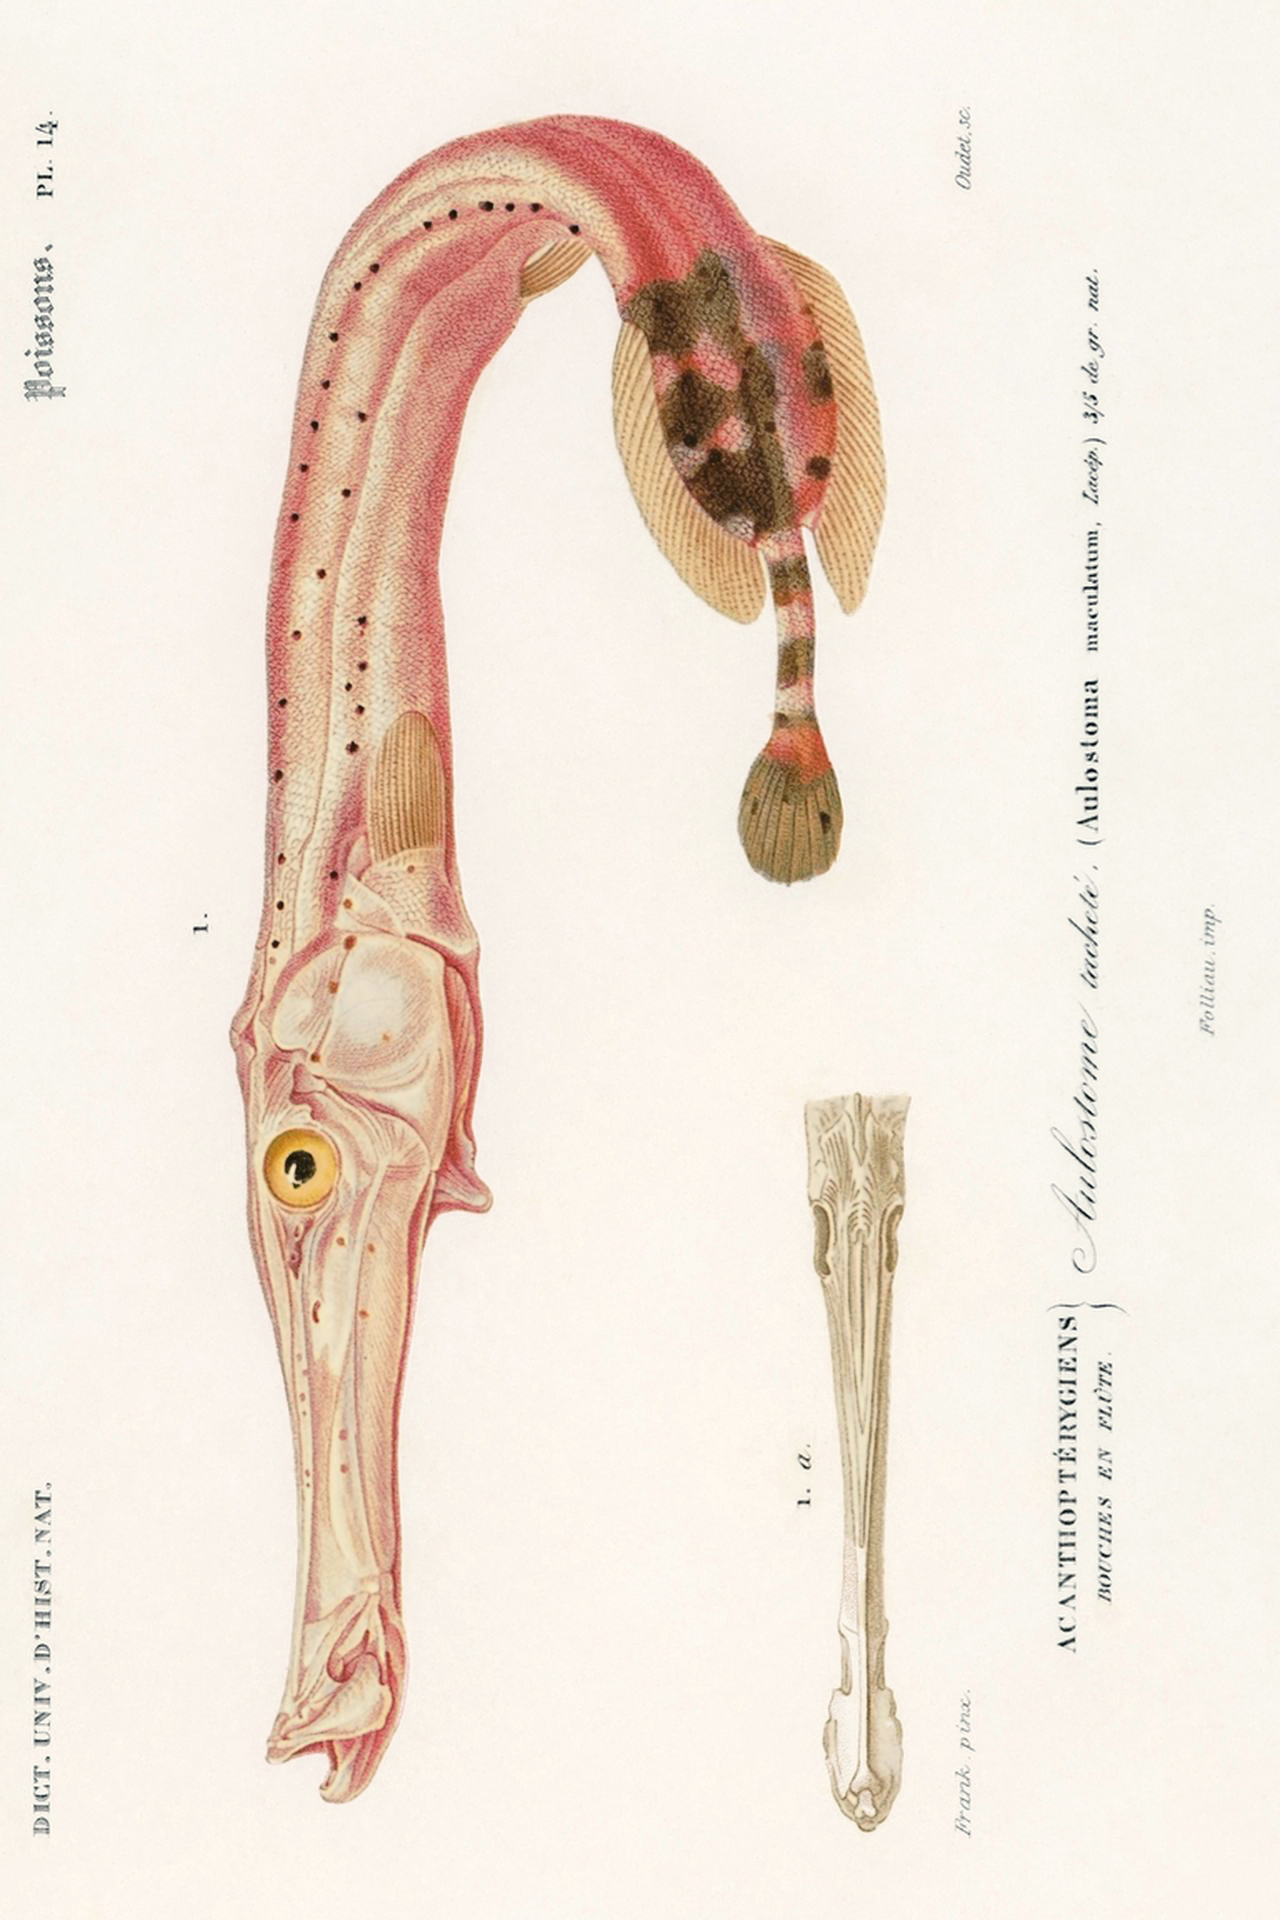 DICT. UNIV. D'HIST. NAT.
Poissons. PL. 14.
1.
1. a.
Frank. pinx.
Oudet. sc.
ACANTHOPTÉRYGIENS
BOUCHES EN FLÛTE.
} Aulostome tacheté. (Aulostoma maculatum, Lacép.) 3/5 de gr. nat.
Folliau. imp.